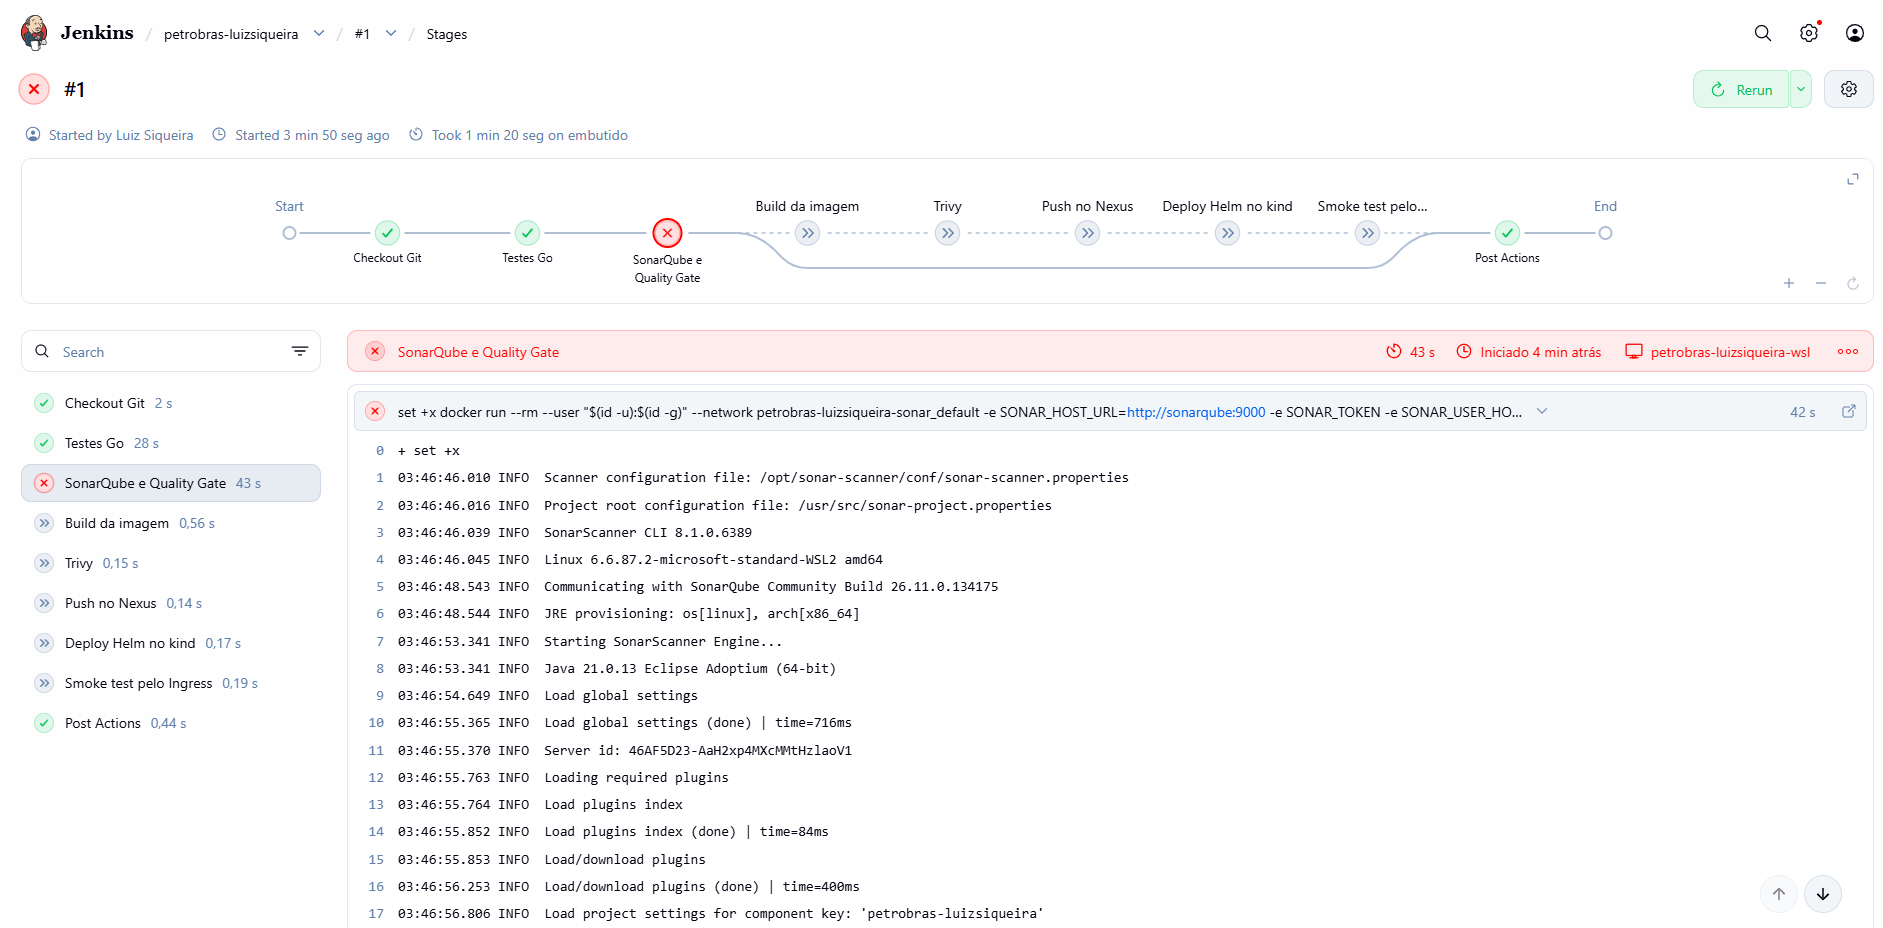 Jenkins / petrobras-luizsiqueira / #1 / Stages
#1
Rerun
Started by Luiz Siqueira Started 3 min 50 seg ago Took 1 min 20 seg on embutido
Start
Checkout Git
Testes Go
SonarQube e
Quality Gate
Build da imagem
Trivy
Push no Nexus
Deploy Helm no kind
Smoke test pelo...
Post Actions
End
Search
Checkout Git 2 s
Testes Go 28 s
SonarQube e Quality Gate 43 s
Build da imagem 0,56 s
Trivy 0,15 s
Push no Nexus 0,14 s
Deploy Helm no kind 0,17 s
Smoke test pelo Ingress 0,19 s
Post Actions 0,44 s
SonarQube e Quality Gate 43 s Iniciado 4 min atrás petrobras-luizsiqueira-wsl
set +x docker run --rm --user "$(id -u):$(id -g)" --network petrobras-luizsiqueira-sonar_default -e SONAR_HOST_URL=http://sonarqube:9000 -e SONAR_TOKEN -e SONAR_USER_HO... 42 s
0 + set +x
1 03:46:46.010 INFO Scanner configuration file: /opt/sonar-scanner/conf/sonar-scanner.properties
2 03:46:46.016 INFO Project root configuration file: /usr/src/sonar-project.properties
3 03:46:46.039 INFO SonarScanner CLI 8.1.0.6389
4 03:46:46.045 INFO Linux 6.6.87.2-microsoft-standard-WSL2 amd64
5 03:46:48.543 INFO Communicating with SonarQube Community Build 26.11.0.134175
6 03:46:48.544 INFO JRE provisioning: os[linux], arch[x86_64]
7 03:46:53.341 INFO Starting SonarScanner Engine...
8 03:46:53.341 INFO Java 21.0.13 Eclipse Adoptium (64-bit)
9 03:46:54.649 INFO Load global settings
10 03:46:55.365 INFO Load global settings (done) | time=716ms
11 03:46:55.370 INFO Server id: 46AF5D23-AaH2xp4MXcMMtHzlaoV1
12 03:46:55.763 INFO Loading required plugins
13 03:46:55.764 INFO Load plugins index
14 03:46:55.852 INFO Load plugins index (done) | time=84ms
15 03:46:55.853 INFO Load/download plugins
16 03:46:56.253 INFO Load/download plugins (done) | time=400ms
17 03:46:56.806 INFO Load project settings for component key: 'petrobras-luizsiqueira'